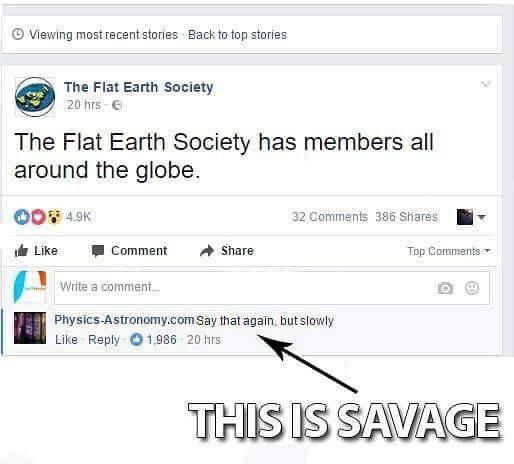 Viewing most recent stories · Back to top stories
The Flat Earth Society
20 hrs ·
The Flat Earth Society has members all
around the globe.
4.9K 32 Comments 386 Shares
Like Comment Share Top Comments
Write a comment...
Physics-Astronomy.com Say that again, but slowly
Like · Reply · 1,986 · 20 hrs
THIS IS SAVAGE